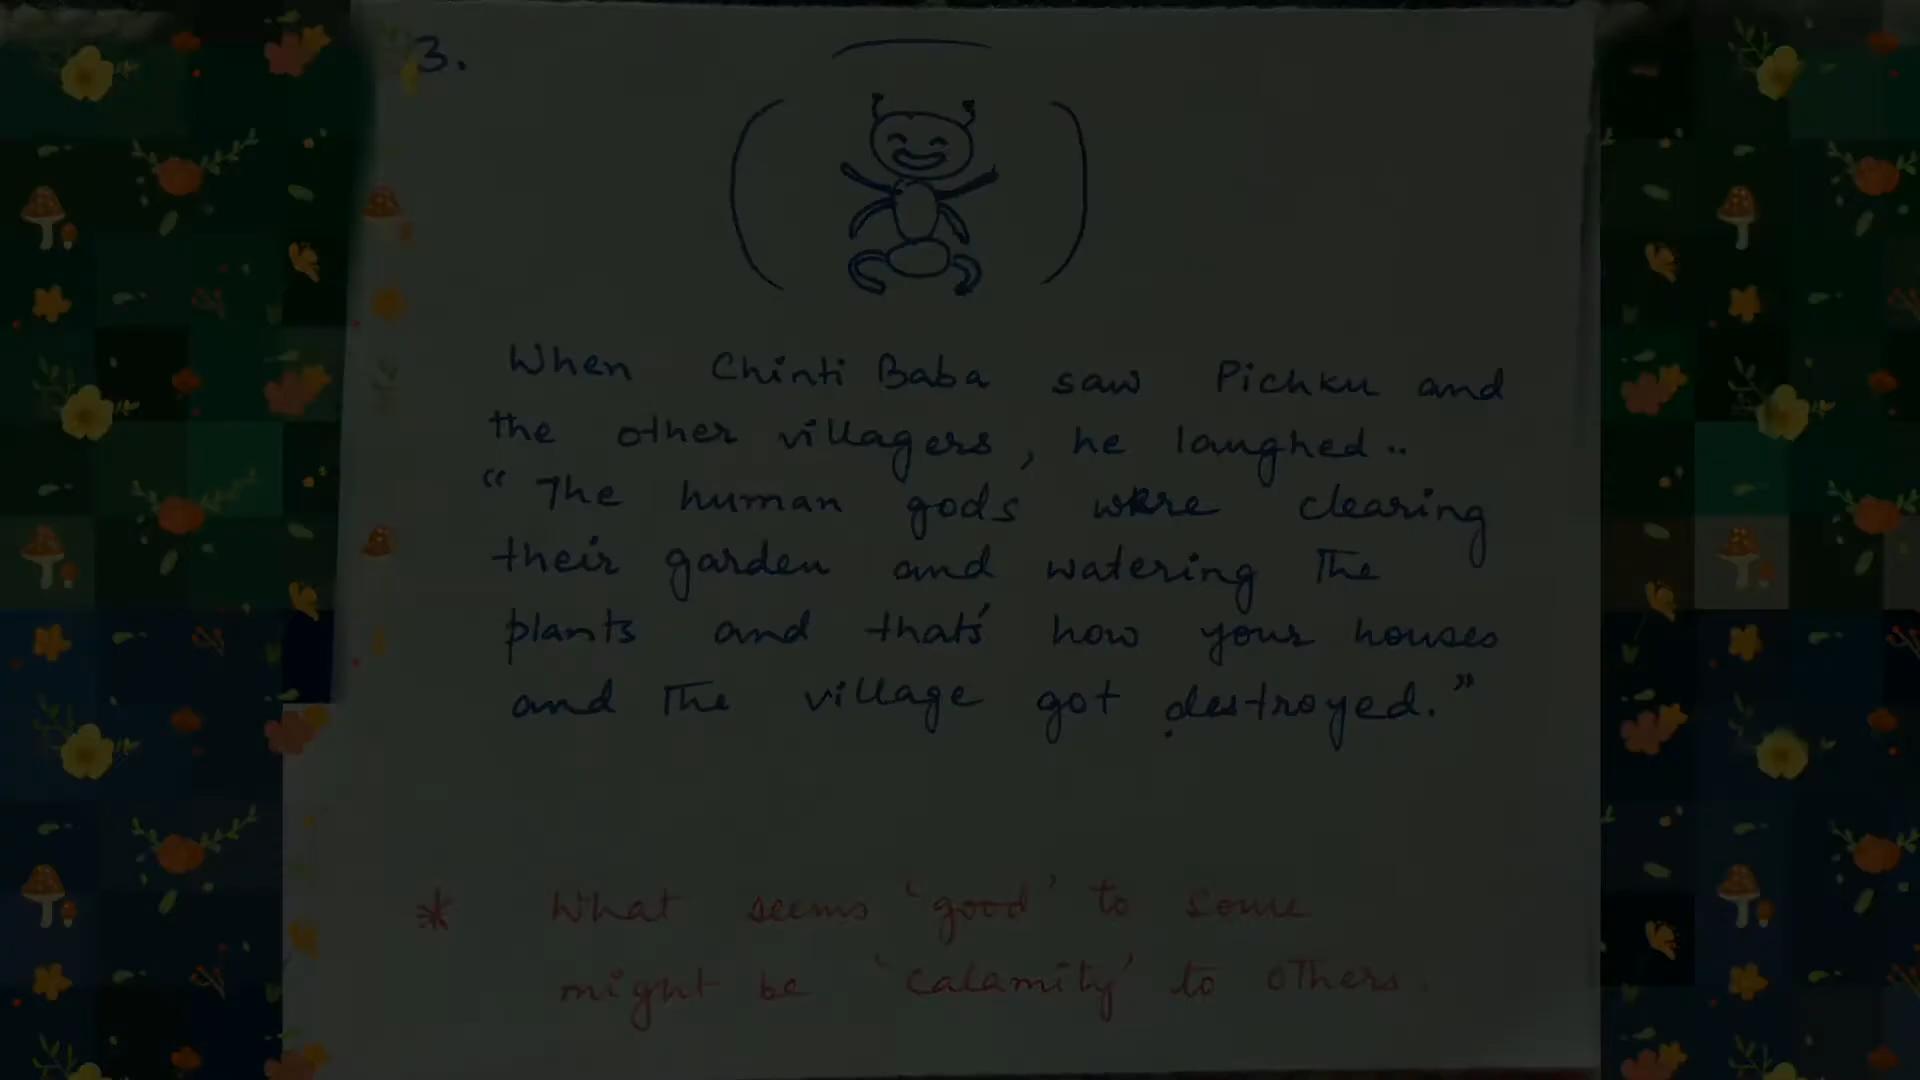 3.
When Chinti Baba saw Pichku and
the other villagers, he laughed..
"The human gods were clearing
their garden and watering the
plants and that's how your houses
and the village got destroyed."
* What seems 'good' to some
might be 'calamity' to others.